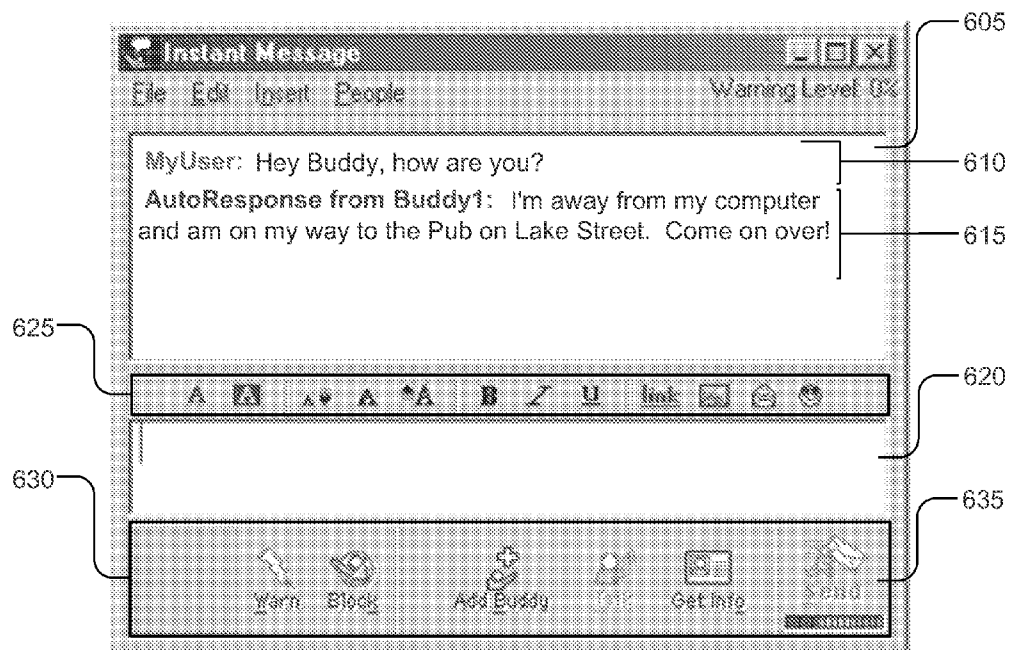 605
Instant Message
File Edit Insert People Warning Level: 0%
MyUser: Hey Buddy, how are you?
610
AutoResponse from Buddy1: I'm away from my computer
and am on my way to the Pub on Lake Street. Come on over!
615
625
A A A A A B I U link
620
630
635
Warn Block Add Buddy Get Info Send